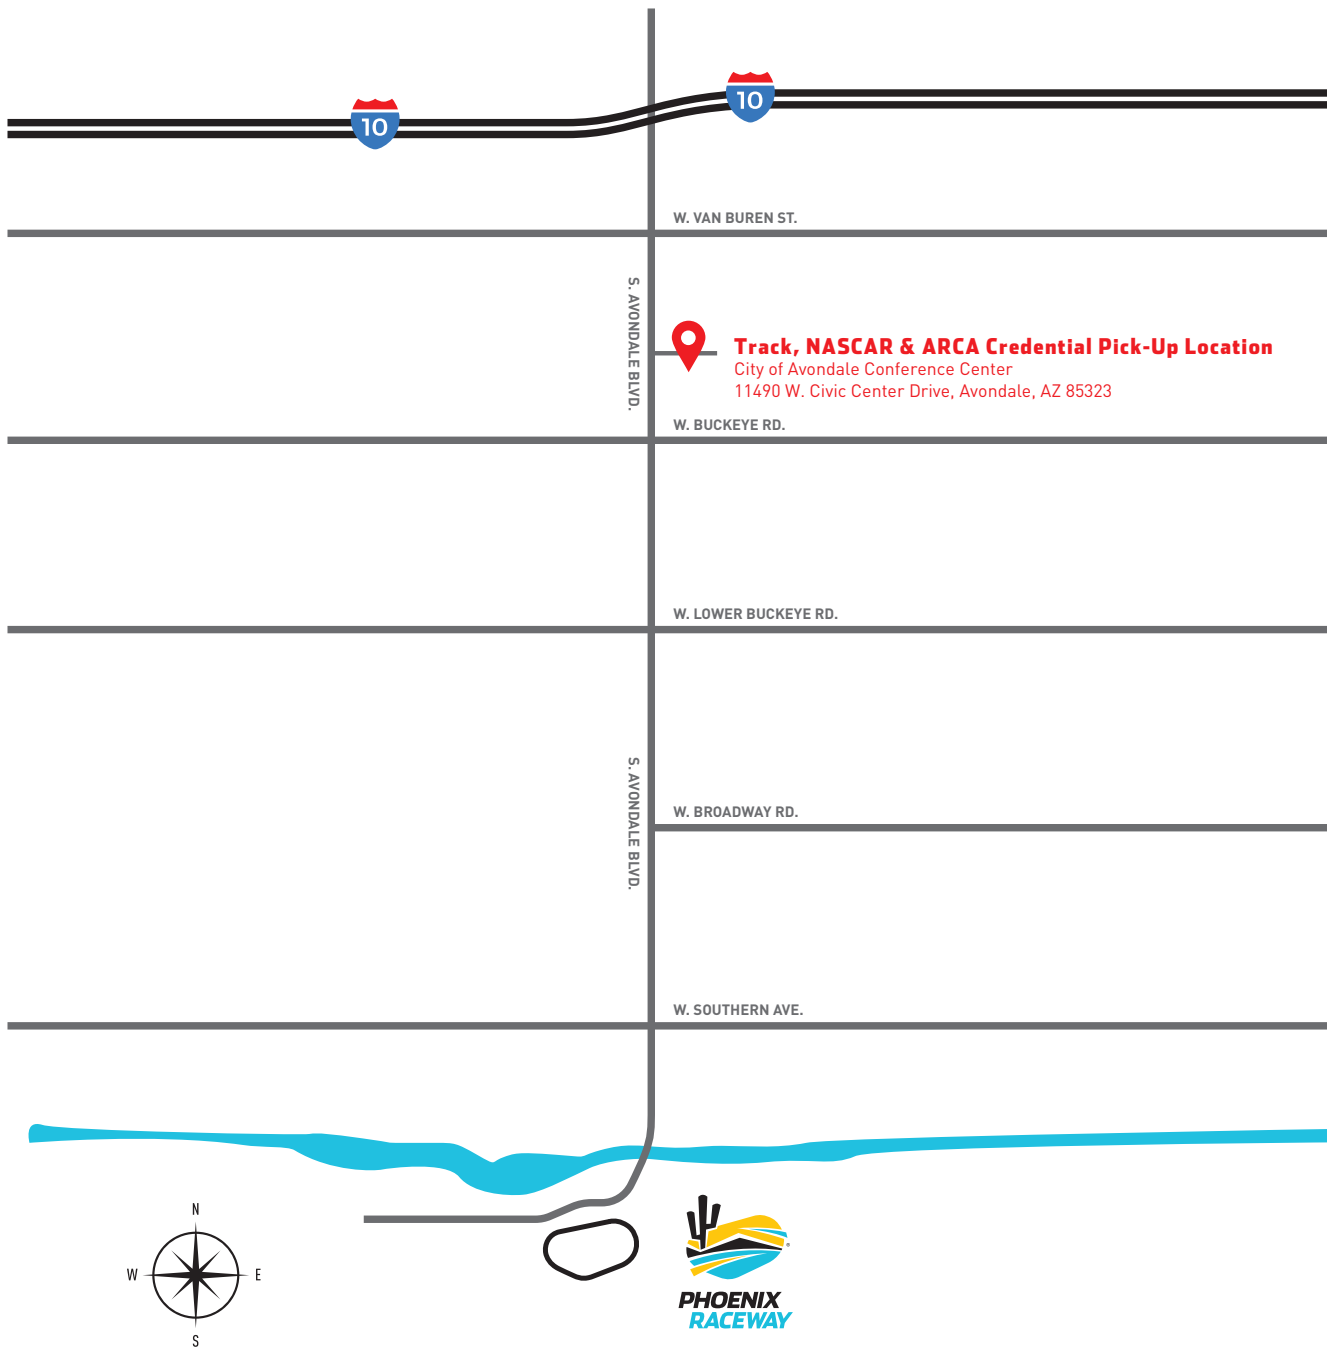 10
10
W. VAN BUREN ST.
S. AVONDALE BLVD.
Track, NASCAR & ARCA Credential Pick-Up Location
City of Avondale Conference Center
11490 W. Civic Center Drive, Avondale, AZ 85323
W. BUCKEYE RD.
W. LOWER BUCKEYE RD.
S. AVONDALE BLVD.
W. BROADWAY RD.
W. SOUTHERN AVE.
N
W
E
S
®
PHOENIX
RACEWAY